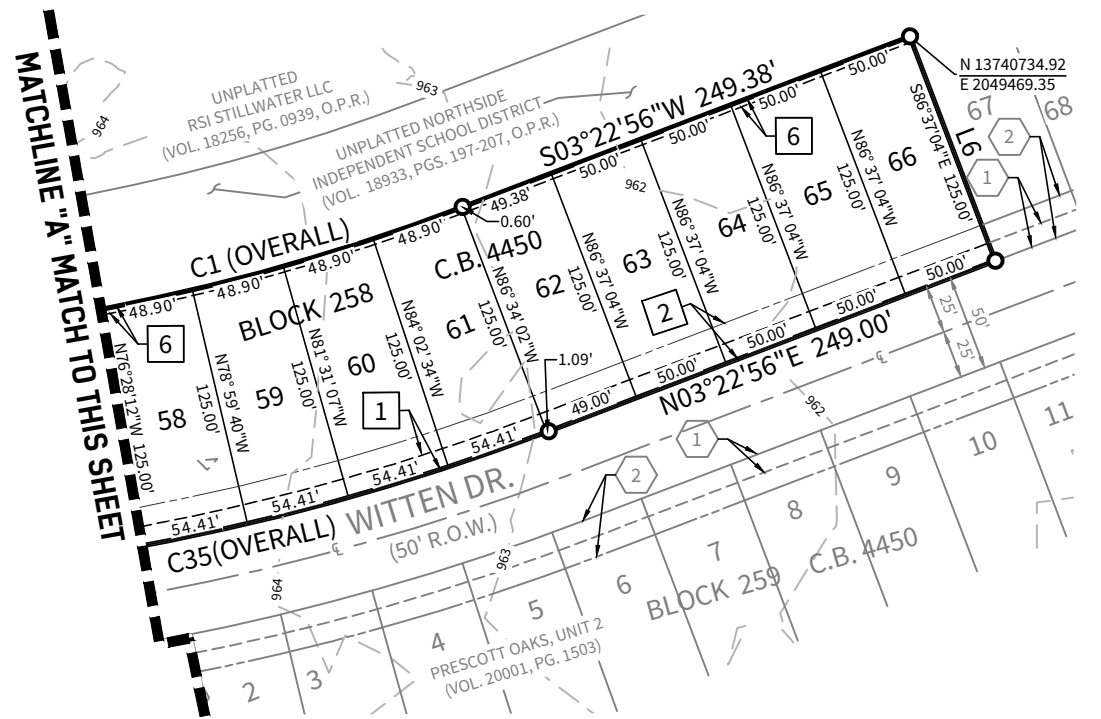 MATCHLINE "A" MATCH TO THIS SHEET
964
UNPLATTED
RSI STILLWATER LLC
(VOL. 18256, PG. 0939, O.P.R.)
963
UNPLATTED NORTHSIDE
INDEPENDENT SCHOOL DISTRICT
(VOL. 18933, PGS. 197-207, O.P.R.)
S03°22'56"W 249.38'
N 13740734.92
E 2049469.35
C1 (OVERALL)
48.90'
48.90'
48.90'
48.90'
49.38'
0.60'
50.00'
50.00'
50.00'
50.00'
6
6
962
C.B. 4450
BLOCK 258
58
59
60
61
62
63
64
65
66
67
68
2
1
L6
S86°37'04"E 125.00'
N76°28'12"W 125.00'
N78° 59' 40"W
125.00'
N81° 31' 07"W
125.00'
N84° 02' 34"W
125.00'
N86° 34' 02"W
125.00'
N86° 37' 04"W
125.00'
N86° 37' 04"W
125.00'
N86° 37' 04"W
125.00'
N86° 37' 04"W
125.00'
1
2
1.09'
54.41'
54.41'
54.41'
54.41'
49.00'
50.00'
50.00'
50.00'
50.00'
N03°22'56"E 249.00'
25'
50'
25'
C35(OVERALL)
WITTEN DR.
(50' R.O.W.)
℄
℄
962
963
964
1
2
2
3
4
5
6
7
8
9
10
11
BLOCK 259
C.B. 4450
PRESCOTT OAKS, UNIT 2
(VOL. 20001, PG. 1503)